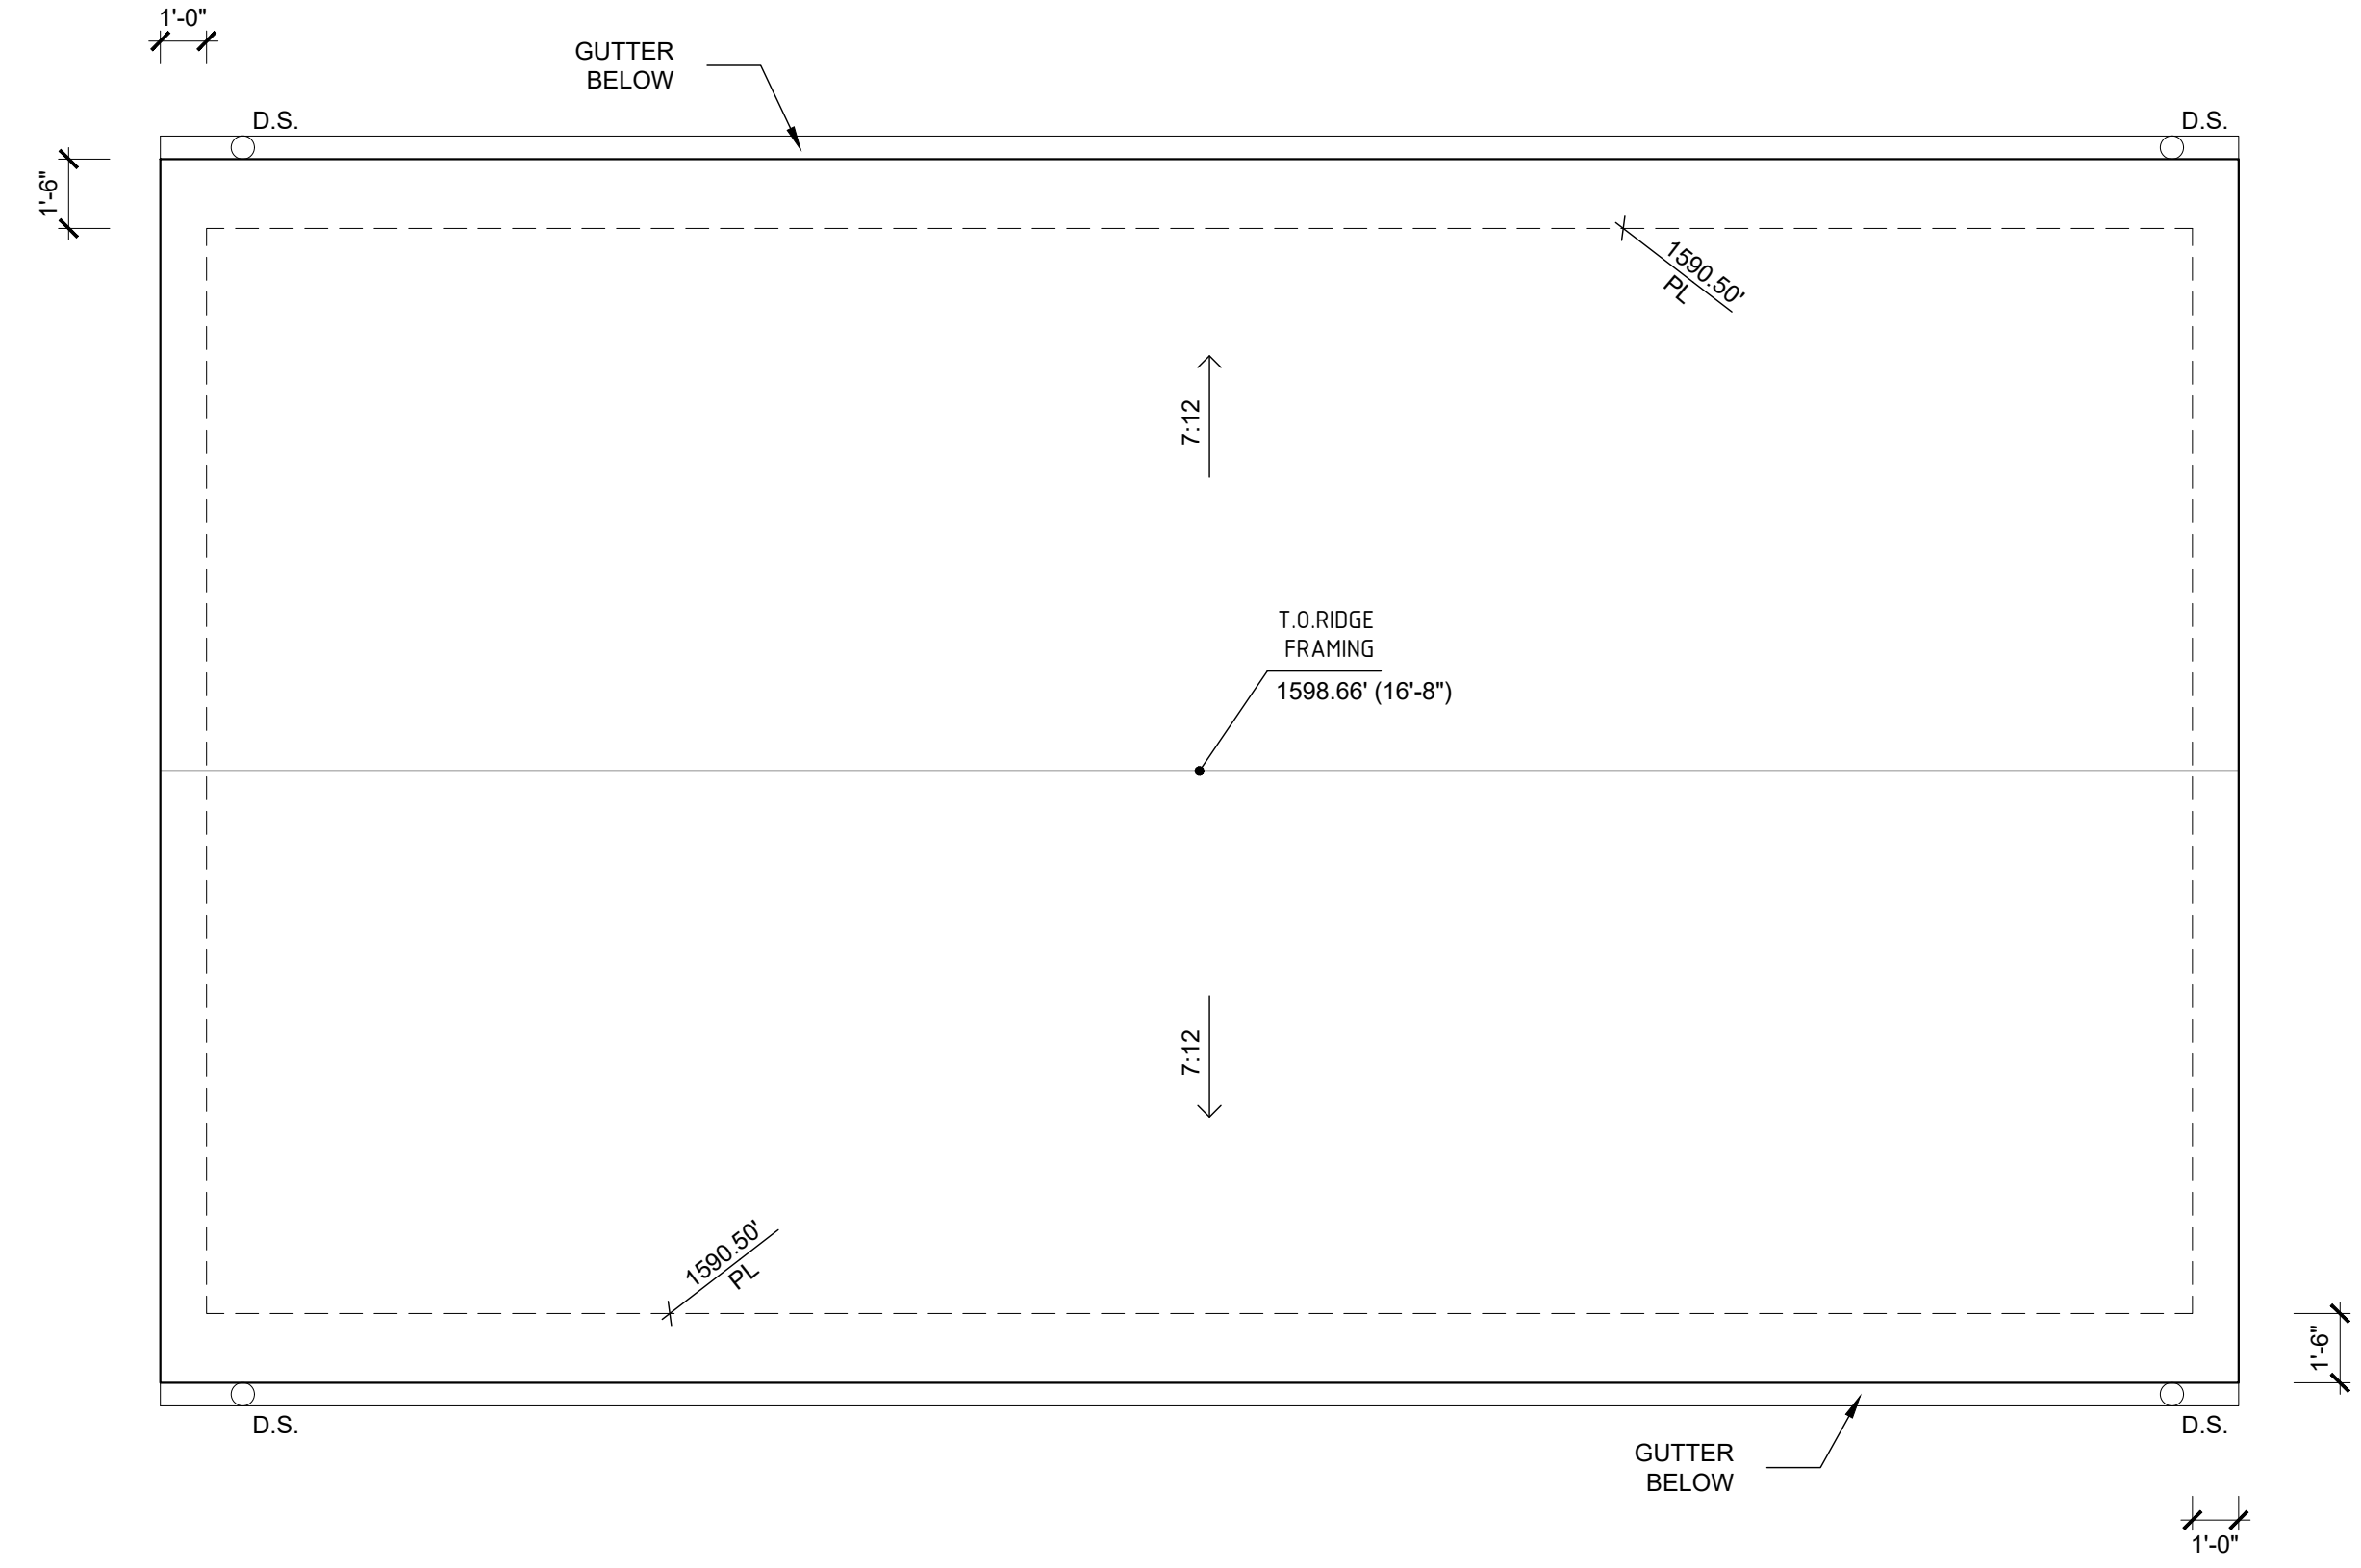 1'-0"
GUTTER
BELOW
D.S.
D.S.
1'-6"
1590.50'
PL
7:12
T.O.RIDGE
FRAMING
1598.66' (16'-8")
7:12
1590.50'
PL
1'-6"
D.S.
D.S.
GUTTER
BELOW
1'-0"